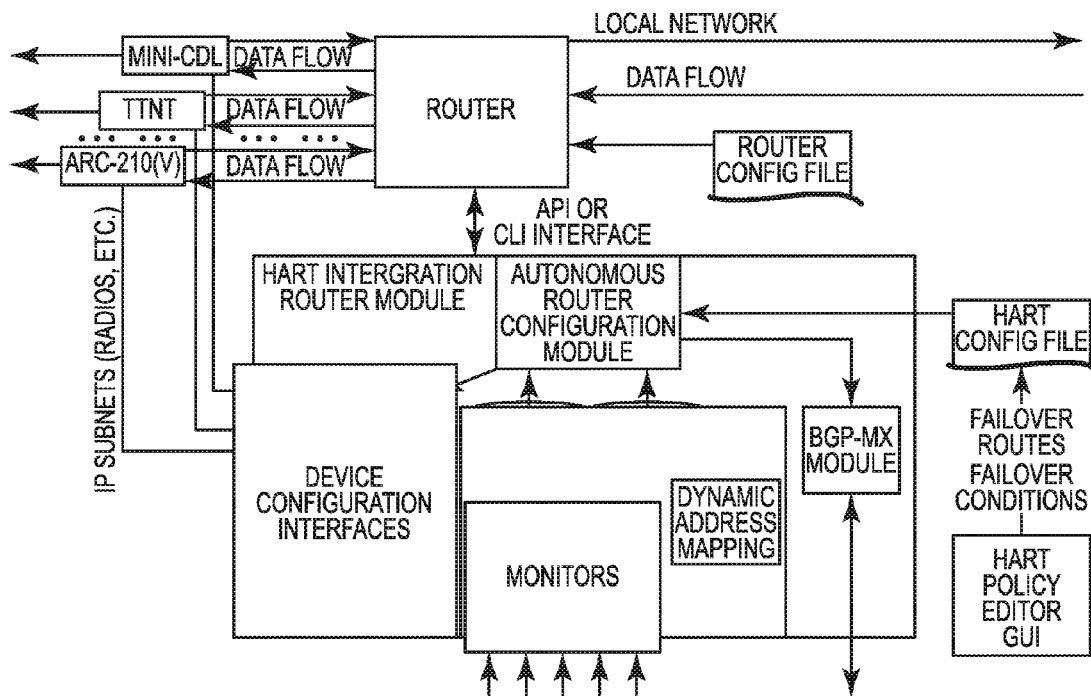 LOCAL NETWORK
MINI-CDL
DATA FLOW
DATA FLOW
TTNT
DATA FLOW
ROUTER
ARC-210(V)
DATA FLOW
ROUTER
CONFIG FILE
IP SUBNETS (RADIOS, ETC.)
API OR
CLI INTERFACE
HART INTERGRATION
ROUTER MODULE
AUTONOMOUS
ROUTER
CONFIGURATION
MODULE
HART
CONFIG FILE
FAILOVER
ROUTES
FAILOVER
CONDITIONS
BGP-MX
MODULE
DEVICE
CONFIGURATION
INTERFACES
DYNAMIC
ADDRESS
MAPPING
MONITORS
HART
POLICY
EDITOR
GUI